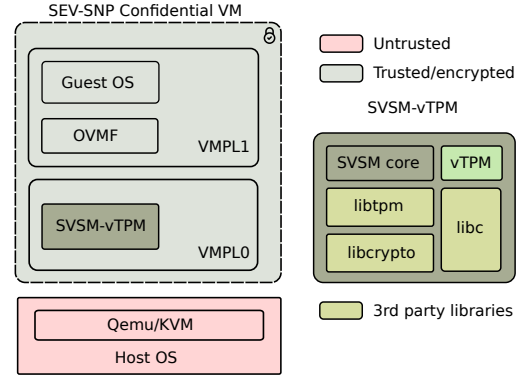 SEV-SNP Confidential VM
Guest OS
OVMF
VMPL1
SVSM-vTPM
VMPL0
Qemu/KVM
Host OS
Untrusted
Trusted/encrypted
SVSM-vTPM
SVSM core
vTPM
libtpm
libc
libcrypto
3rd party libraries